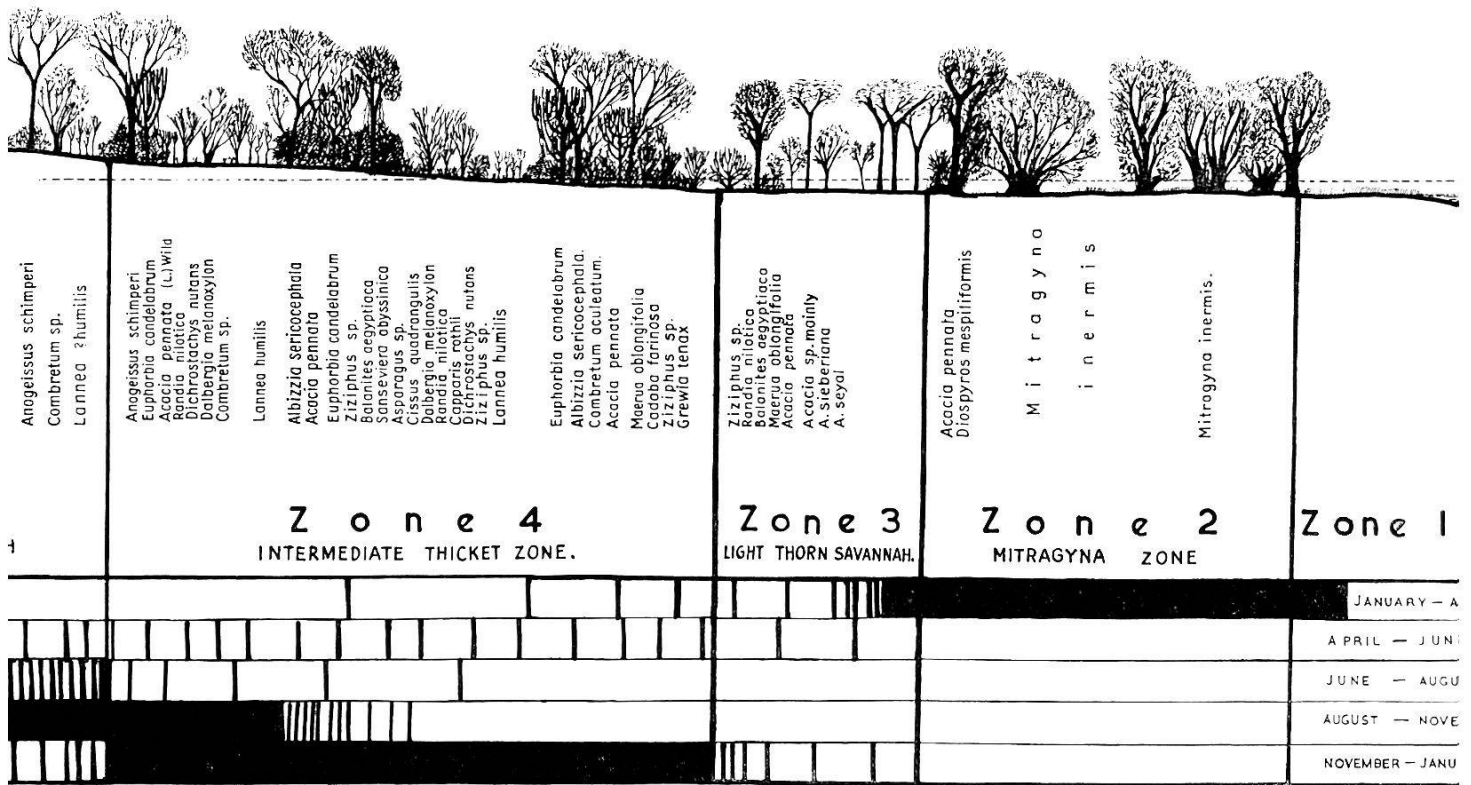 Anogeissus schimperi
Combretum sp.
Lannea ? humilis
Anogeissus schimperi
Euphorbia candelabrum
Acacia pennata (L.) Wild
Randia nilotica
Dichrostachys nutans
Dalbergia melanoxylon
Combretum sp.
Lannea humilis
Albizzia sericocephala
Acacia pennata
Euphorbia candelabrum
Ziziphus sp.
Balanites aegyptiaca
Sanseviera abyssinica
Asparagus sp.
Cissus quadrangulis
Dalbergia melanoxylon
Randia nilotica
Capparis rothii
Dichrostachys nutans
Ziziphus sp.
Lannea humilis
Euphorbia candelabrum
Albizzia sericocephala.
Combretum aculeatum.
Acacia pennata
Maerua oblongifolia
Cadaba farinosa
Ziziphus sp.
Grewia tenax
Ziziphus sp.
Randia nilotica
Balanites aegyptiaca
Maerua oblongifolia
Acacia pennata
Acacia sp. mainly
A. sieberiana
A. seyal
Acacia pennata
Diospyros mespiliformis
Mitragyna
inermis
Mitragyna inermis.
Zone 4
Zone 3
Zone 2
Zone 1
H
INTERMEDIATE THICKET ZONE.
LIGHT THORN SAVANNAH.
MITRAGYNA ZONE
JANUARY — A
APRIL — JUN
JUNE — AUGU
AUGUST — NOVE
NOVEMBER — JANU